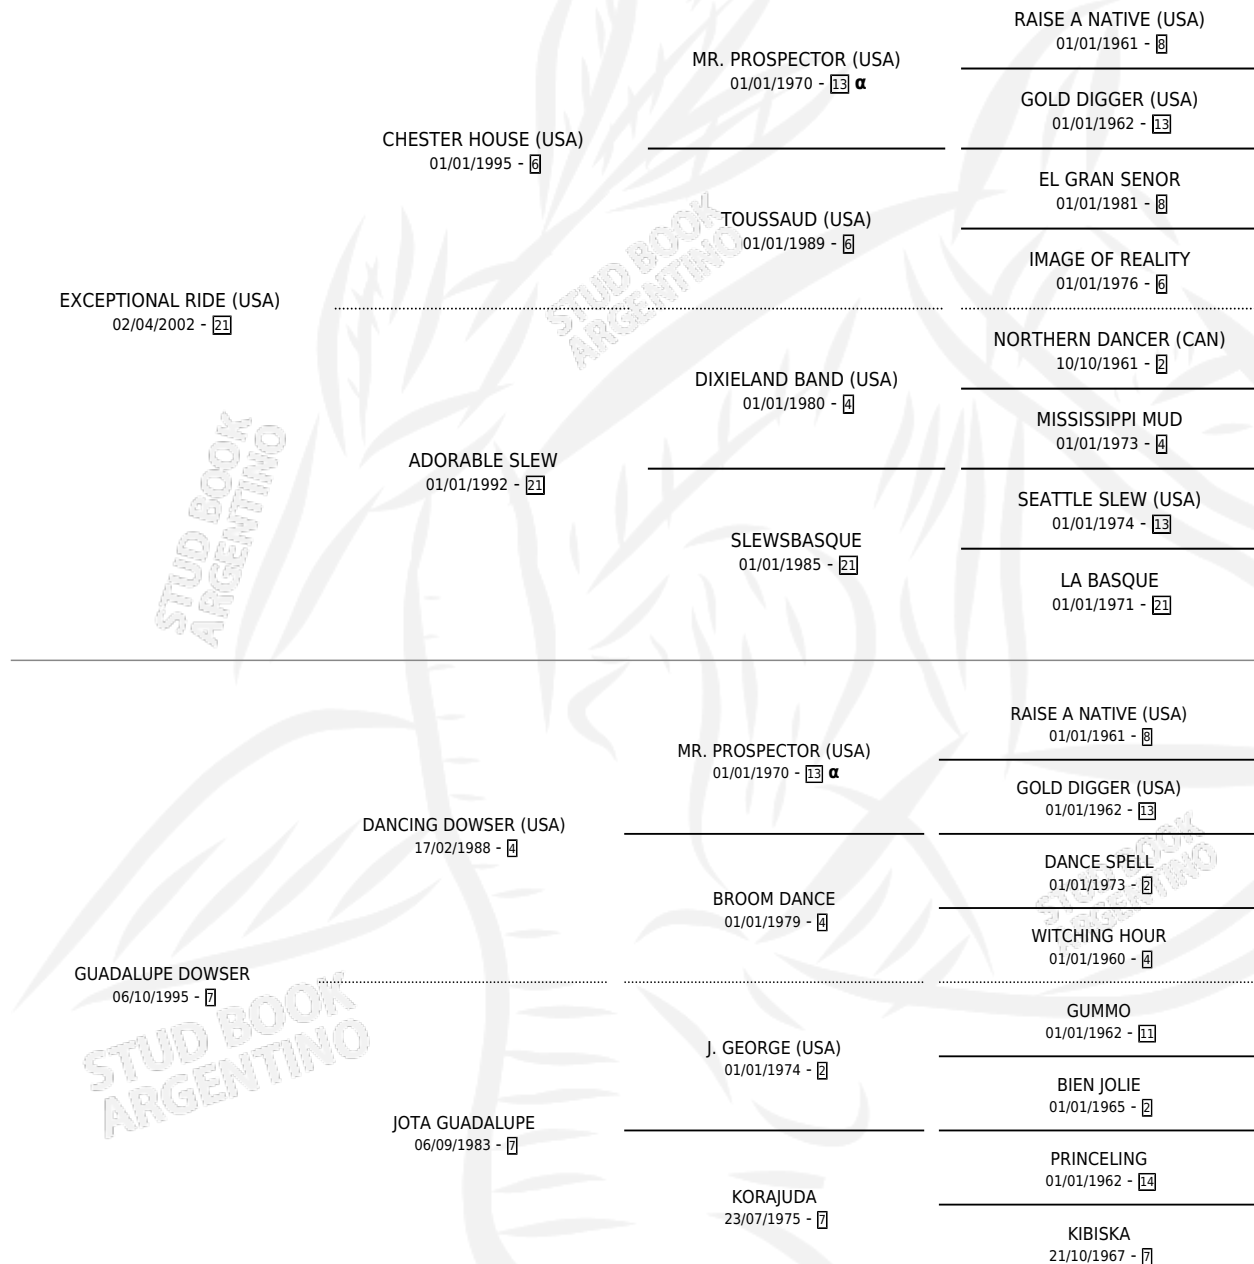 RAISE A NATIVE (USA)
01/01/1961 - 8
MR. PROSPECTOR (USA)
01/01/1970 - 13 α
GOLD DIGGER (USA)
01/01/1962 - 13
CHESTER HOUSE (USA)
01/01/1995 - 6
EL GRAN SENOR
01/01/1981 - 8
TOUSSAUD (USA)
01/01/1989 - 6
IMAGE OF REALITY
01/01/1976 - 6
EXCEPTIONAL RIDE (USA)
02/04/2002 - 21
NORTHERN DANCER (CAN)
10/10/1961 - 2
DIXIELAND BAND (USA)
01/01/1980 - 4
MISSISSIPPI MUD
01/01/1973 - 4
ADORABLE SLEW
01/01/1992 - 21
SEATTLE SLEW (USA)
01/01/1974 - 13
SLEWSBASQUE
01/01/1985 - 21
LA BASQUE
01/01/1971 - 21
RAISE A NATIVE (USA)
01/01/1961 - 8
MR. PROSPECTOR (USA)
01/01/1970 - 13 α
GOLD DIGGER (USA)
01/01/1962 - 13
DANCING DOWSER (USA)
17/02/1988 - 4
DANCE SPELL
01/01/1973 - 2
BROOM DANCE
01/01/1979 - 4
WITCHING HOUR
01/01/1960 - 4
GUADALUPE DOWSER
06/10/1995 - 7
GUMMO
01/01/1962 - 11
J. GEORGE (USA)
01/01/1974 - 2
BIEN JOLIE
01/01/1965 - 2
JOTA GUADALUPE
06/09/1983 - 7
PRINCELING
01/01/1962 - 14
KORAJUDA
23/07/1975 - 7
KIBISKA
21/10/1967 - 7
STUD BOOK
ARGENTINO
STUD BOOK
ARGENTINO
STUD BOOK
ARGENTINO
STUD BOOK
ARGENTINO